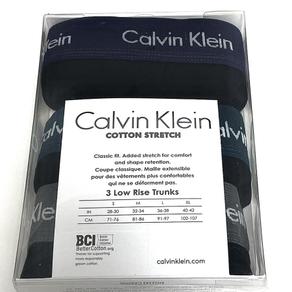 Calvin Klein
Calvin Klein
COTTON STRETCH
Classic fit. Added stretch for comfort
and shape retention.
Coupe classique. Maille extensible
pour des vêtements plus confortables
qui ne se déforment pas.
3 Low Rise Trunks
S M L XL
IN 28-30 32-34 36-38 40-42
CM 71-76 81-86 91-97 102-107
BCI
BetterCotton.org
calvinklein.com